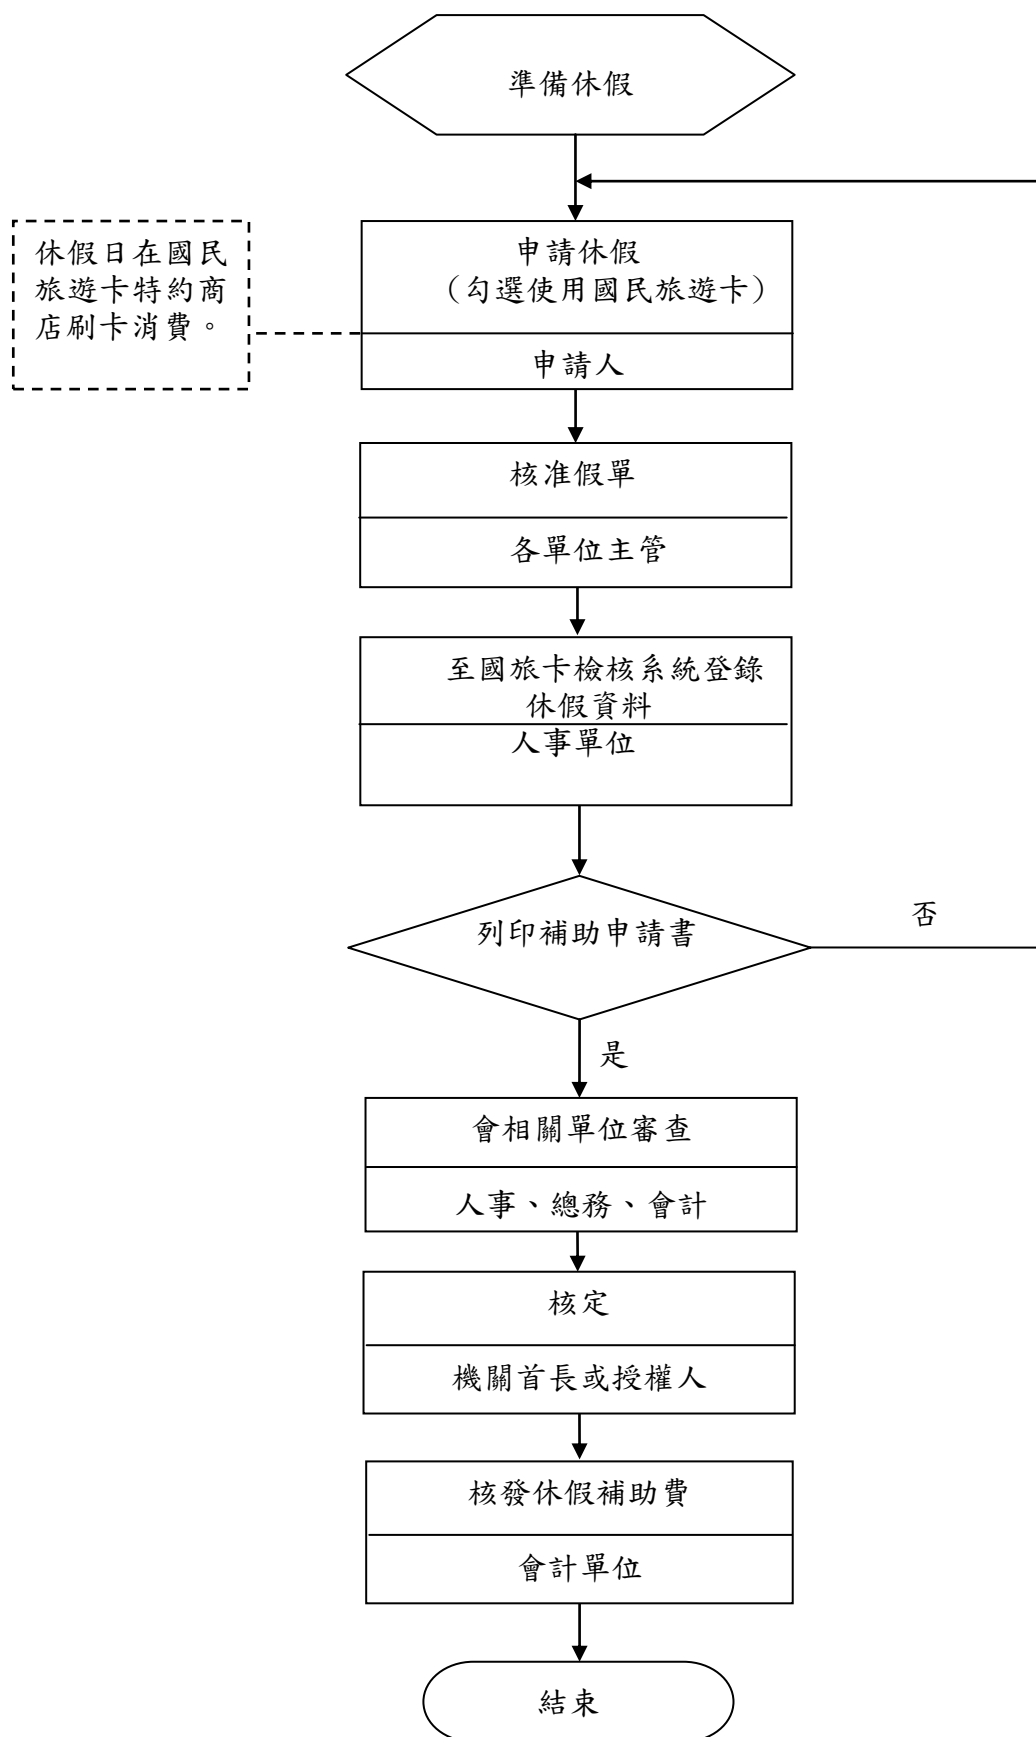 準備休假
休假日在國民
旅遊卡特約商
店刷卡消費。
申請休假
（勾選使用國民旅遊卡）
申請人
核准假單
各單位主管
至國旅卡檢核系統登錄
休假資料
人事單位
列印補助申請書
否
是
會相關單位審查
人事、總務、會計
核定
機關首長或授權人
核發休假補助費
會計單位
結束